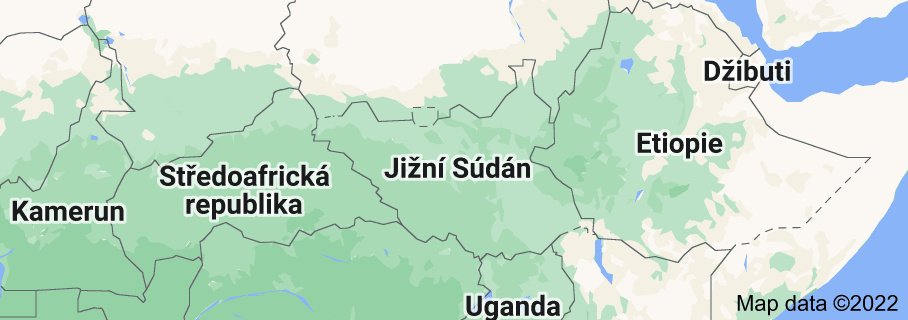 Džibuti
Etiopie
Jižní Súdán
Středoafrická
republika
Kamerun
Uganda
Map data ©2022